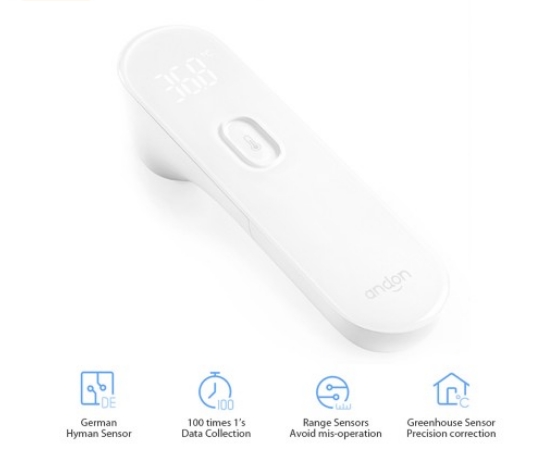 36.8
°C
andon
DE
100
°C
German
Hyman Sensor
100 times 1's
Data Collection
Range Sensors
Avoid mis-operation
Greenhouse Sensor
Precision correction